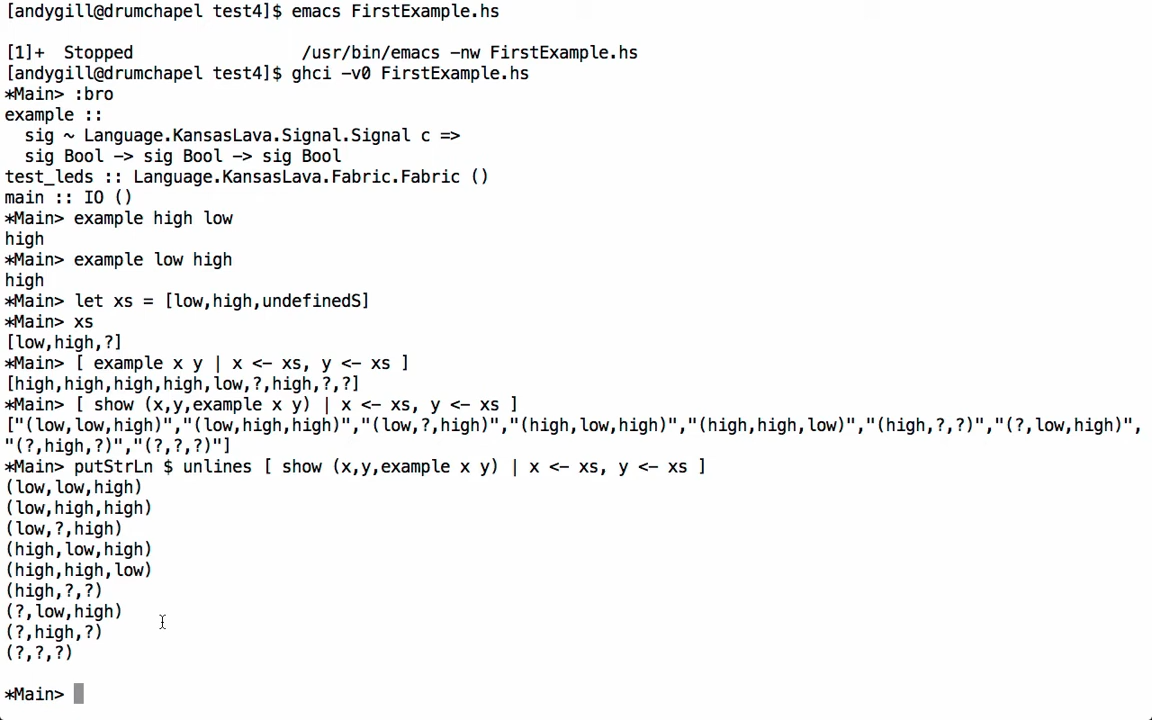 [andygill@drumchapel test4]$ emacs FirstExample.hs
[1]+  Stopped                 /usr/bin/emacs -nw FirstExample.hs
[andygill@drumchapel test4]$ ghci -v0 FirstExample.hs
*Main> :bro
example ::
  sig ~ Language.KansasLava.Signal.Signal c =>
  sig Bool -> sig Bool -> sig Bool
test_leds :: Language.KansasLava.Fabric.Fabric ()
main :: IO ()
*Main> example high low
high
*Main> example low high
high
*Main> let xs = [low,high,undefinedS]
*Main> xs
[low,high,?]
*Main> [ example x y | x <- xs, y <- xs ]
[high,high,high,high,low,?,high,?,?]
*Main> [ show (x,y,example x y) | x <- xs, y <- xs ]
["(low,low,high)","(low,high,high)","(low,?,high)","(high,low,high)","(high,high,low)","(high,?,?)","(?,low,high)",
"(?,high,?)","(?,?,?)"]
*Main> putStrLn $ unlines [ show (x,y,example x y) | x <- xs, y <- xs ]
(low,low,high)
(low,high,high)
(low,?,high)
(high,low,high)
(high,high,low)
(high,?,?)
(?,low,high)
(?,high,?)
(?,?,?)
*Main>